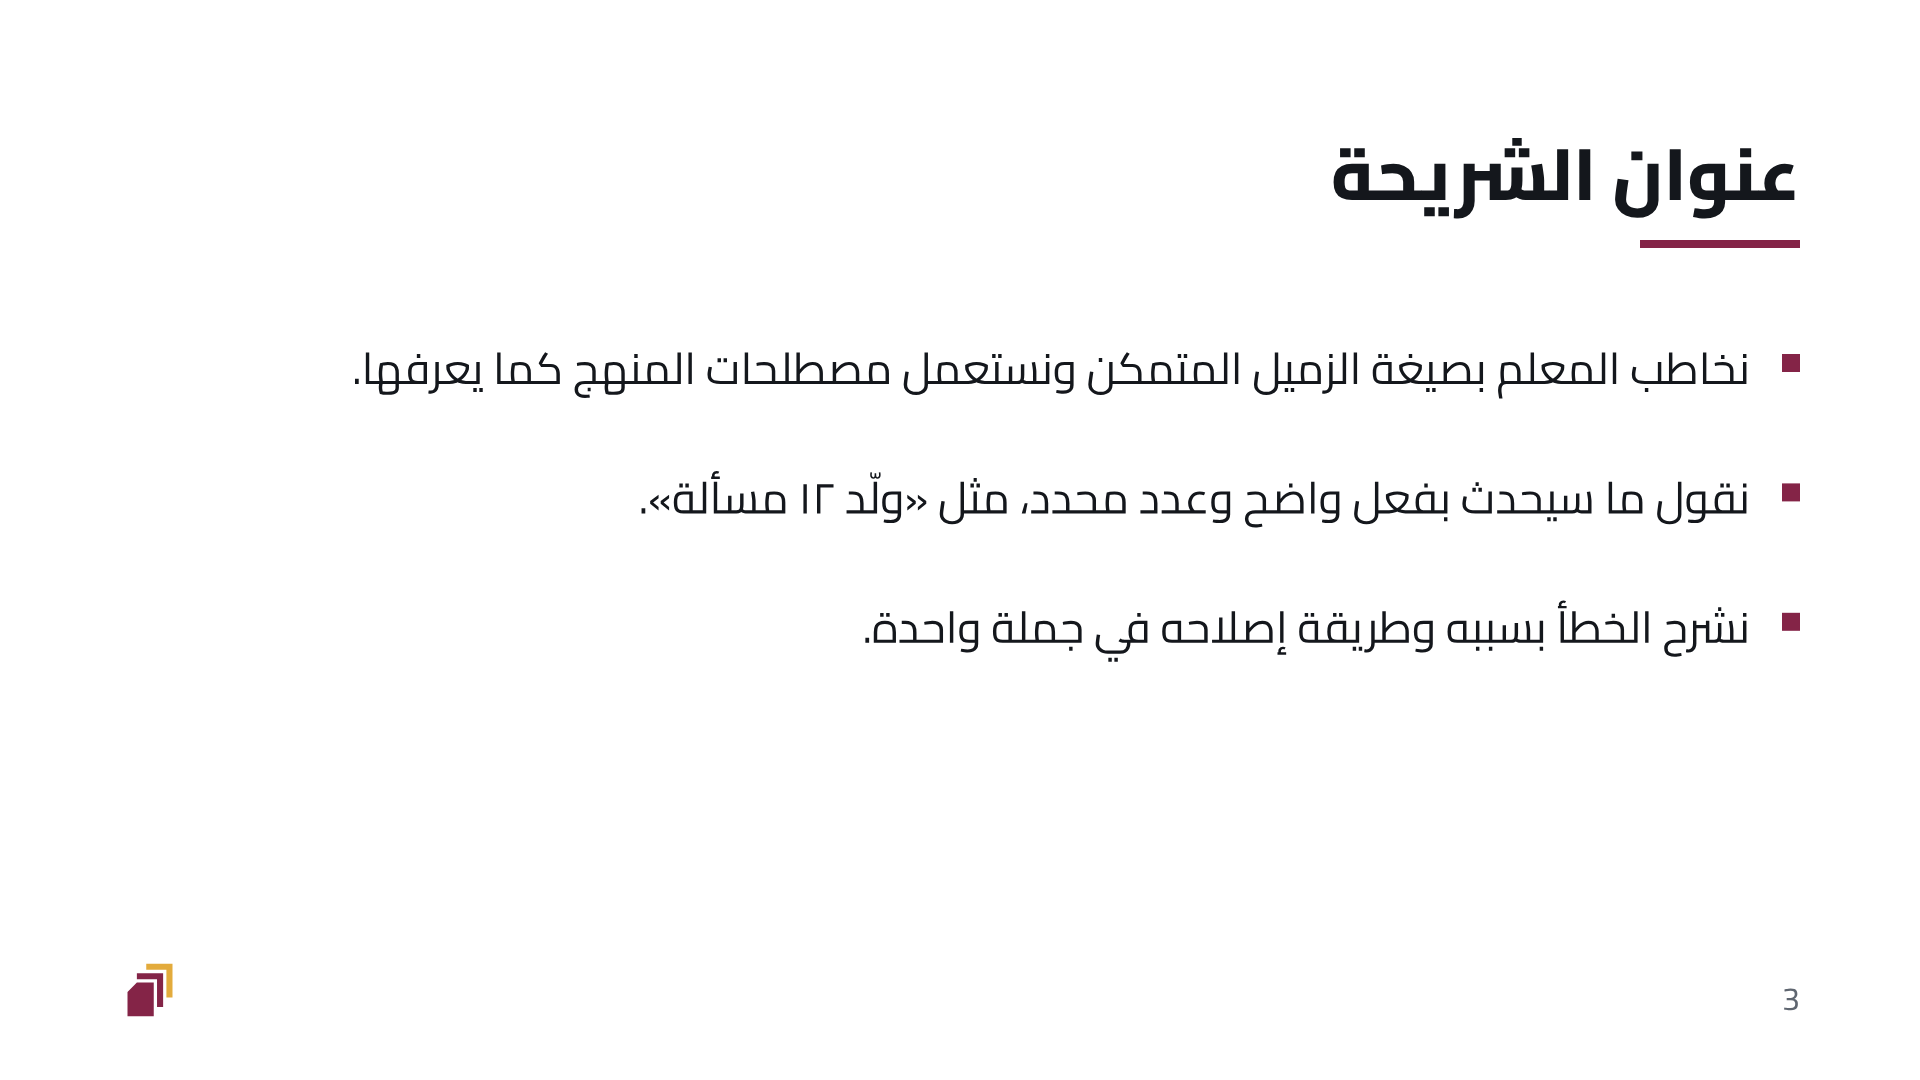 عنوان الشريحة
نخاطب المعلم بصيغة الزميل المتمكن ونستعمل مصطلحات المنهج كما يعرفها.
نقول ما سيحدث بفعل واضح وعدد محدد، مثل «ولّد ١٢ مسألة».
نشرح الخطأ بسببه وطريقة إصلاحه في جملة واحدة.
3